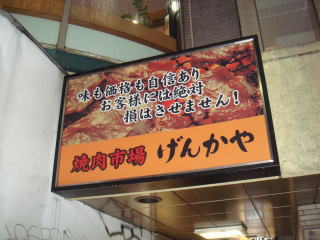 味も価格も自信あり
お客様には絶対
損はさせません！
焼肉市場 げんかや